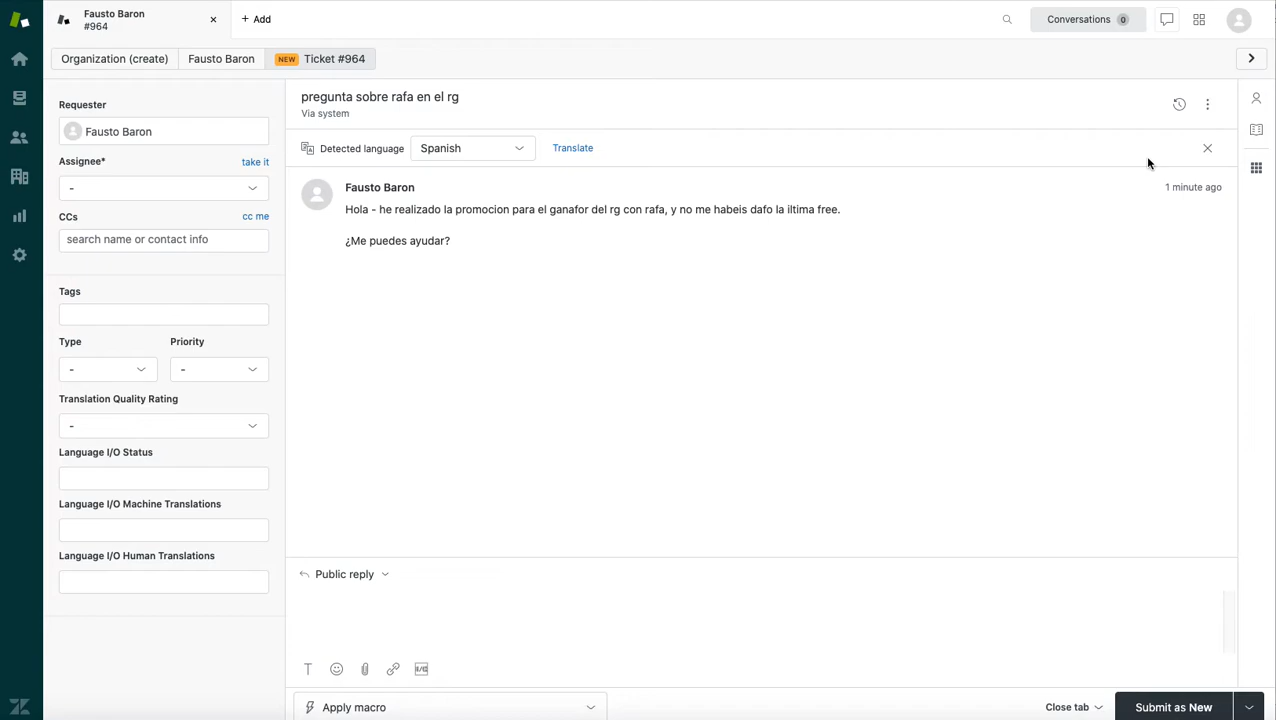 Fausto Baron
#964
+ Add
Conversations 0
Organization (create)
Fausto Baron
NEW Ticket #964
Requester
Fausto Baron
Assignee*
take it
-
CCs
cc me
search name or contact info
Tags
Type
Priority
-
-
Translation Quality Rating
-
Language I/O Status
Language I/O Machine Translations
Language I/O Human Translations
pregunta sobre rafa en el rg
Via system
Detected language
Spanish
Translate
Fausto Baron
1 minute ago
Hola - he realizado la promocion para el ganafor del rg con rafa, y no me habeis dafo la iltima free.
¿Me puedes ayudar?
Public reply
T
Apply macro
Close tab
Submit as New